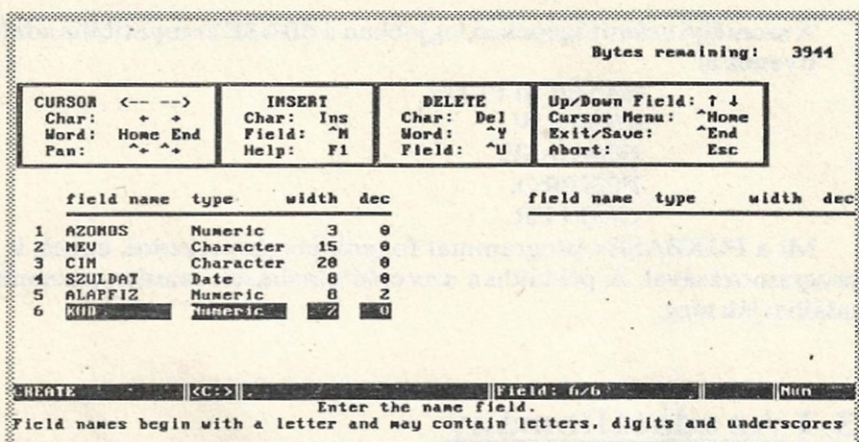 Bytes remaining: 3944
CURSOR <-- --> INSERT DELETE Up/Down Field: ↑ ↓
Char: ← → Char: Ins Char: Del Cursor Menu: ^Home
Word: Home End Field: ^N Word: ^Y Exit/Save: ^End
Pan: ^← ^→ Help: F1 Field: ^U Abort: Esc
field name type width dec field name type width dec
1 AZONOS Numeric 3 0
2 NEV Character 15 0
3 CIM Character 20 0
4 SZULDAT Date 8 0
5 ALAPFIZ Numeric 8 2
6 KOD Numeric 2 0
CREATE <C:> Field: 6/6 Num
Enter the name field.
Field names begin with a letter and may contain letters, digits and underscores